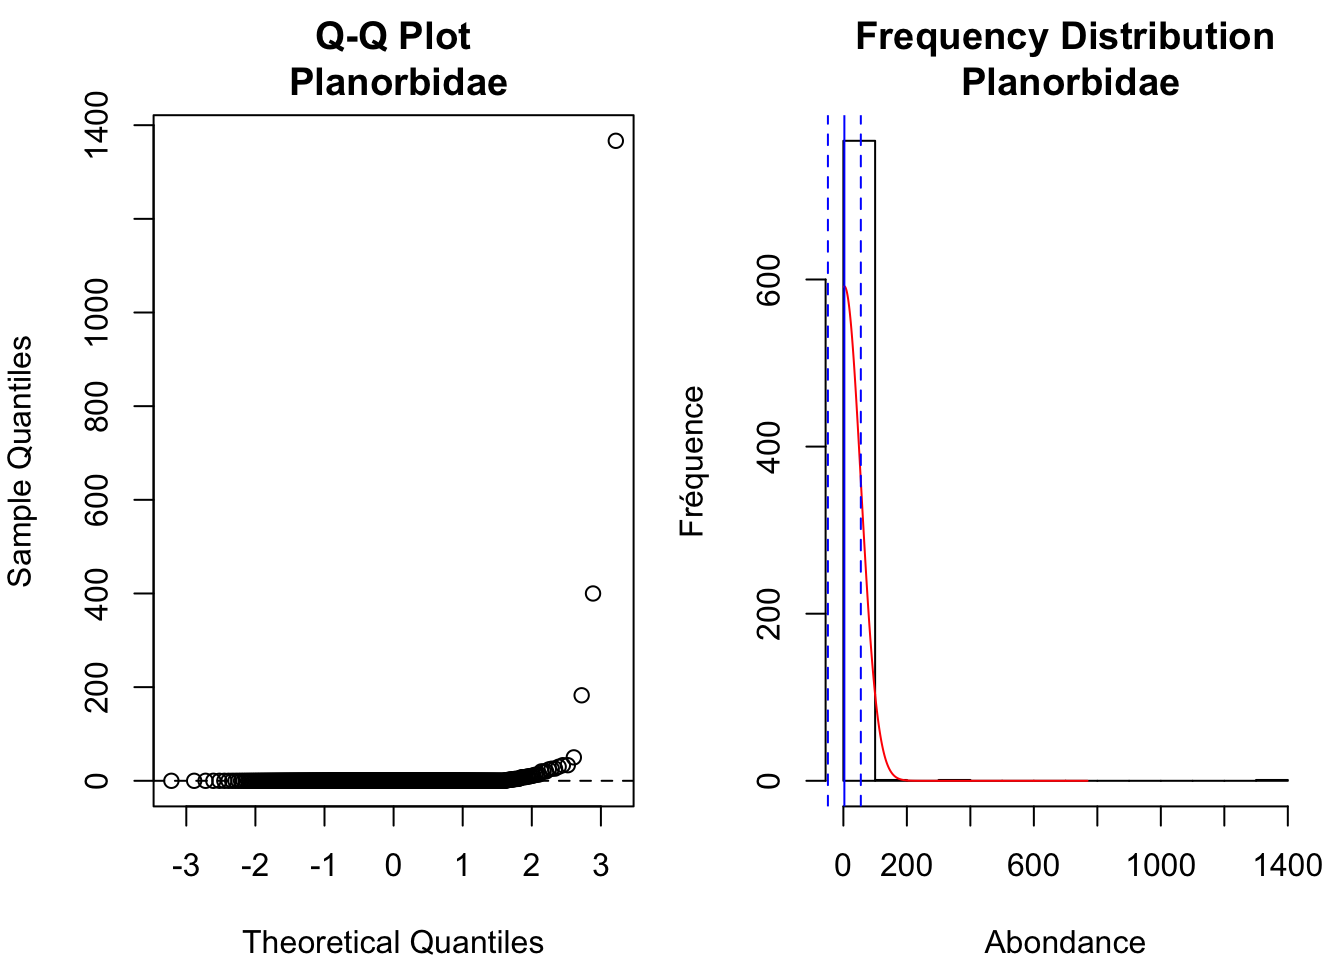 Q-Q Plot
Planorbidae
1400
1000
800
600
400
200
0
Sample Quantiles
-3 -2 -1 0 1 2 3
Theoretical Quantiles
Frequency Distribution
Planorbidae
600
400
200
0
Fréquence
0 200 600 1000 1400
Abondance